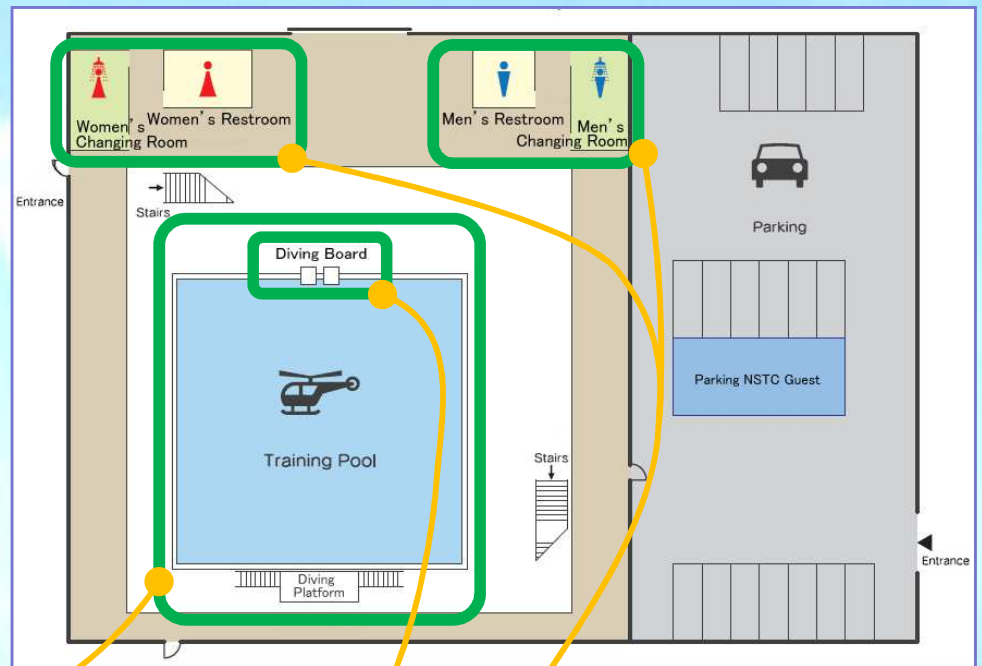 Women's
Changing Room
Women's Restroom
Men's Restroom
Men's
Changing Room
Entrance
Stairs
Parking
Diving Board
Parking NSTC Guest
Training Pool
Stairs
Entrance
Diving
Platform